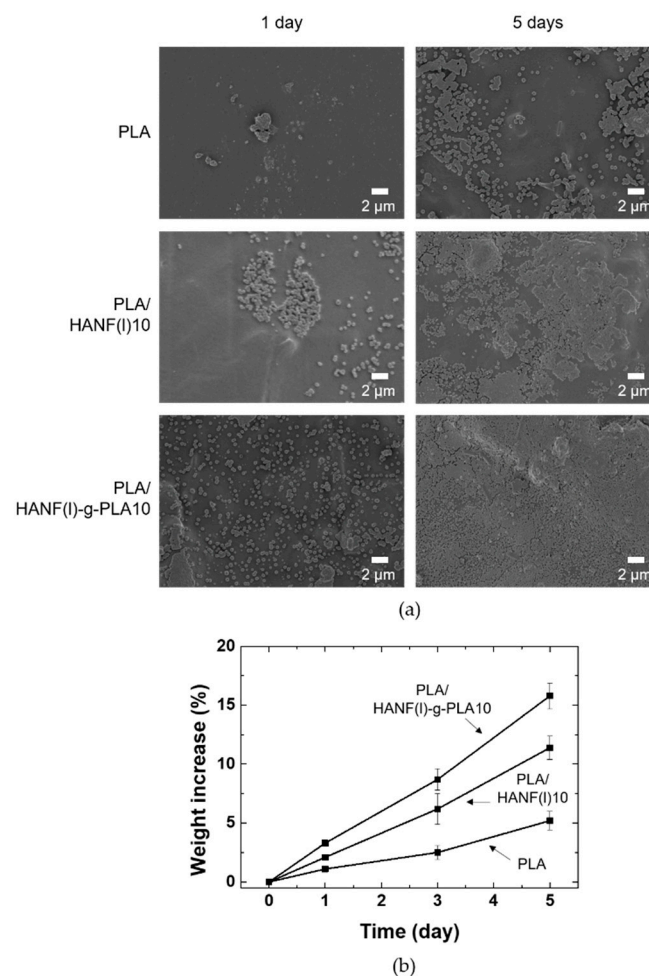 1 day
5 days
PLA
2 μm
2 μm
PLA/
HANF(I)10
2 μm
2 μm
PLA/
HANF(I)-g-PLA10
2 μm
2 μm
(a)
20
15
10
5
0
Weight increase (%)
PLA/
HANF(I)-g-PLA10
PLA/
HANF(I)10
PLA
0 1 2 3 4 5
Time (day)
(b)